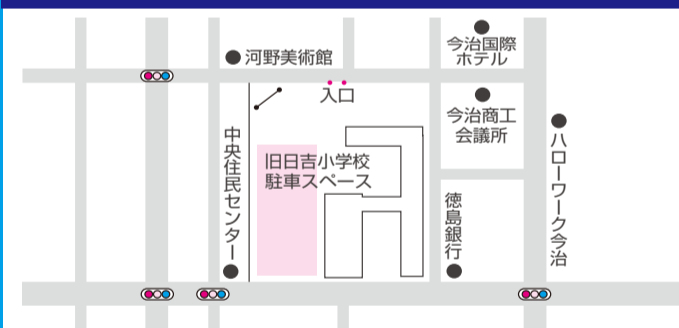 今治国際
ホテル
河野美術館
入口
今治商工
会議所
旧日吉小学校
駐車スペース
中央住民センター
徳島銀行
ハローワーク今治